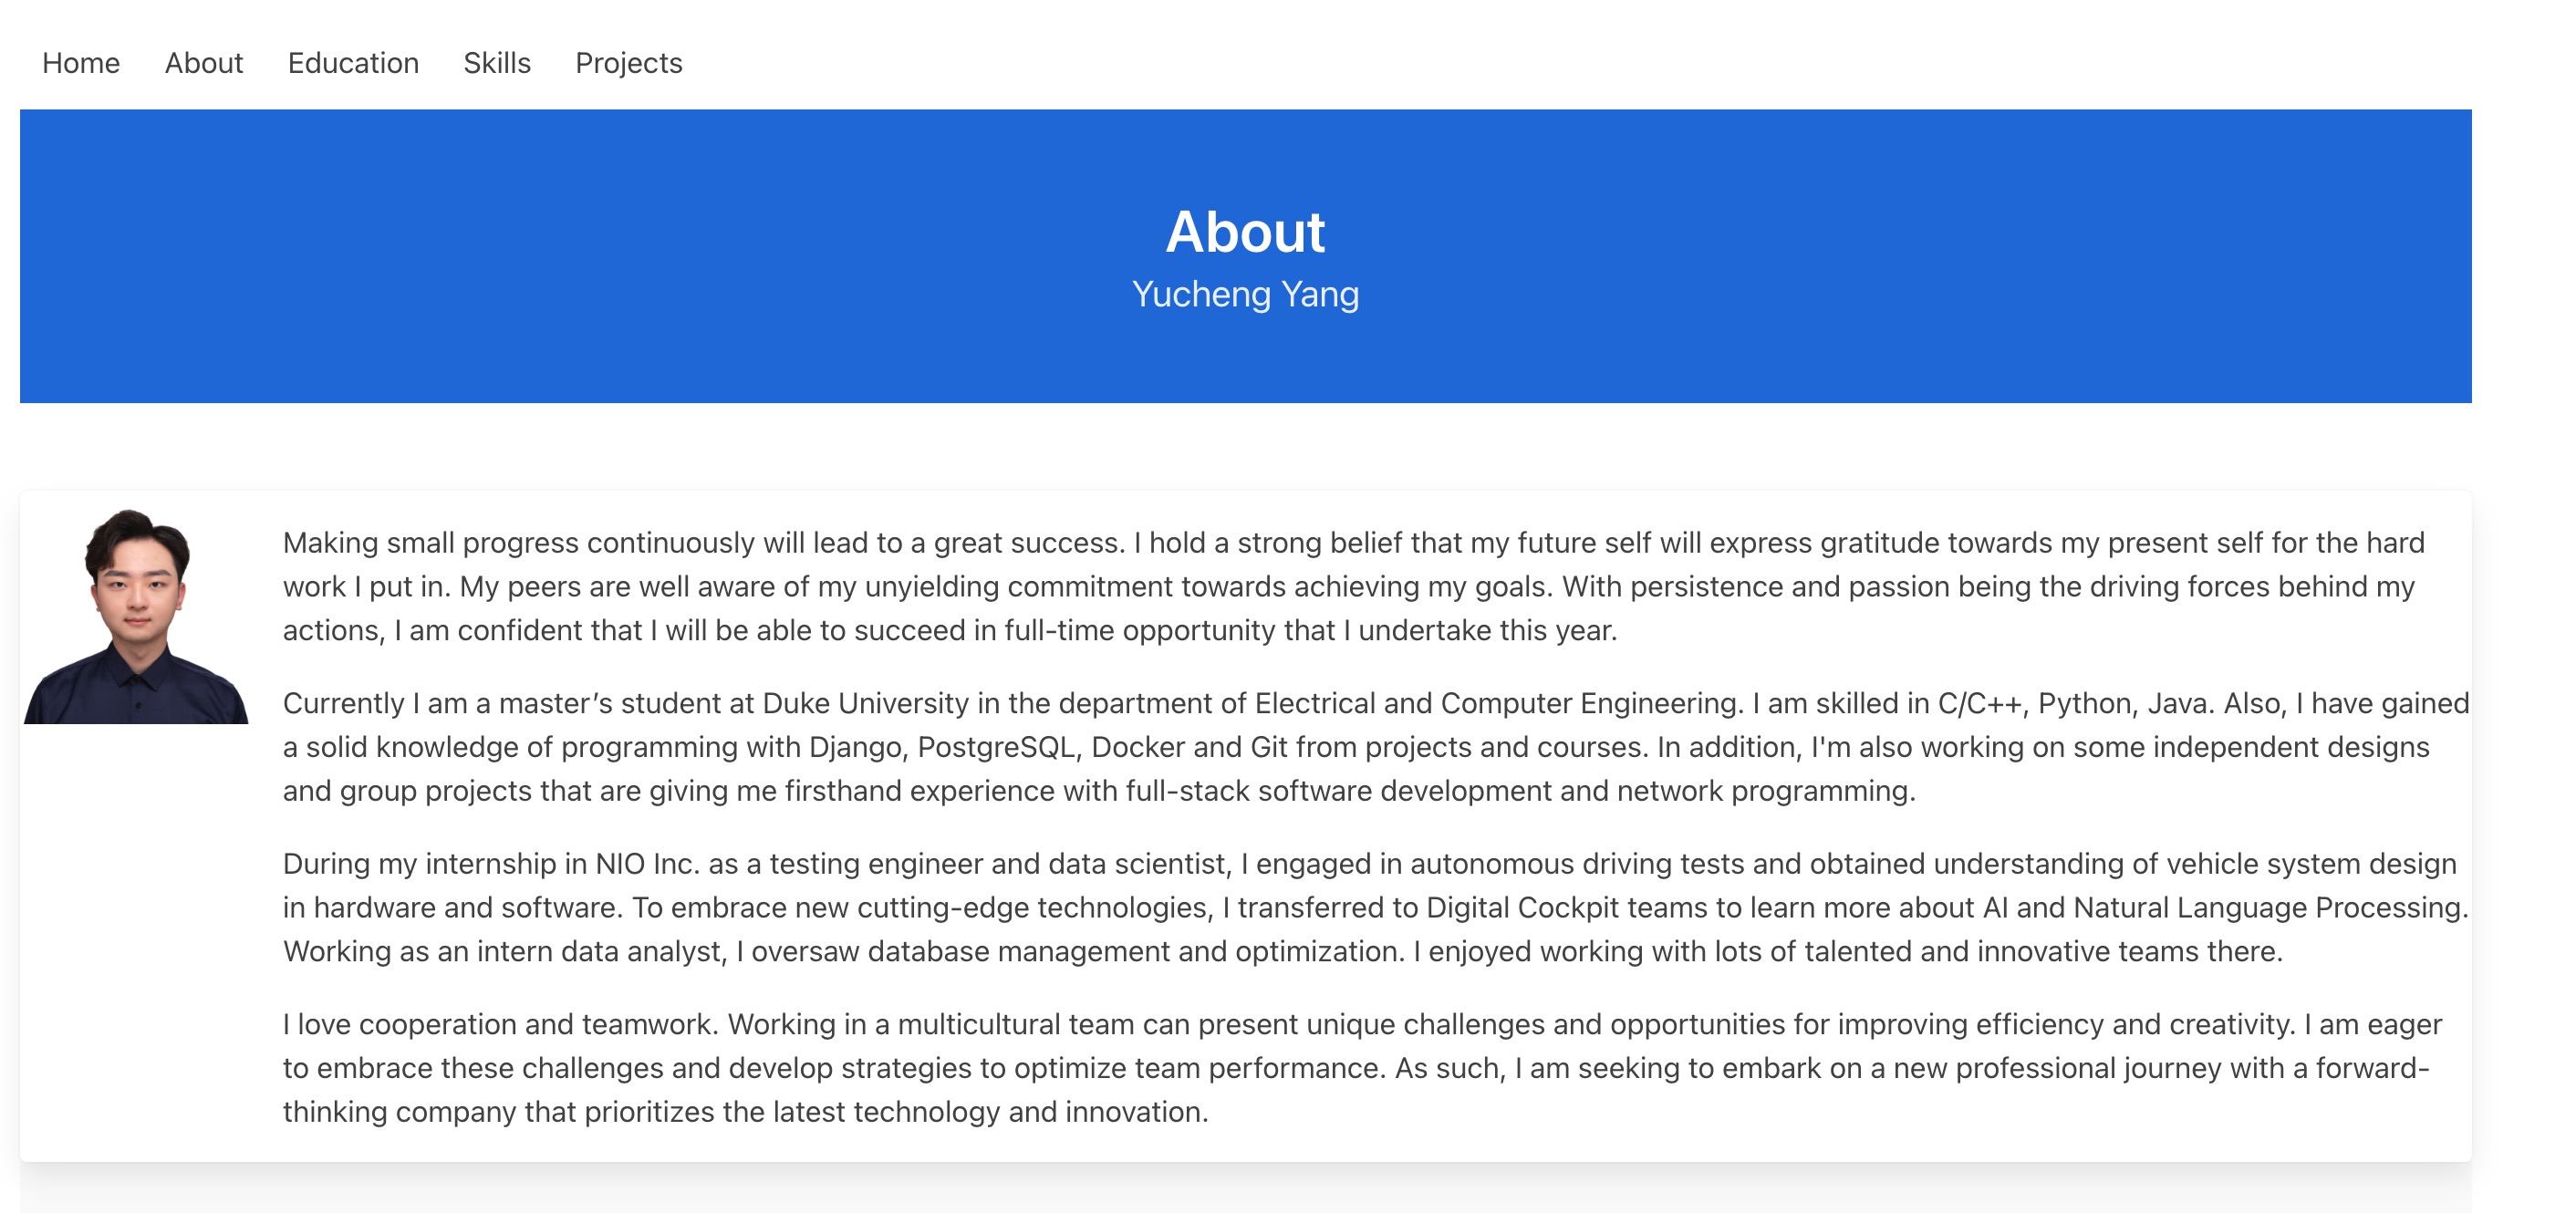 Home About Education Skills Projects
About
Yucheng Yang
Making small progress continuously will lead to a great success. I hold a strong belief that my future self will express gratitude towards my present self for the hard
work I put in. My peers are well aware of my unyielding commitment towards achieving my goals. With persistence and passion being the driving forces behind my
actions, I am confident that I will be able to succeed in full-time opportunity that I undertake this year.
Currently I am a master’s student at Duke University in the department of Electrical and Computer Engineering. I am skilled in C/C++, Python, Java. Also, I have gained
a solid knowledge of programming with Django, PostgreSQL, Docker and Git from projects and courses. In addition, I'm also working on some independent designs
and group projects that are giving me firsthand experience with full-stack software development and network programming.
During my internship in NIO Inc. as a testing engineer and data scientist, I engaged in autonomous driving tests and obtained understanding of vehicle system design
in hardware and software. To embrace new cutting-edge technologies, I transferred to Digital Cockpit teams to learn more about AI and Natural Language Processing.
Working as an intern data analyst, I oversaw database management and optimization. I enjoyed working with lots of talented and innovative teams there.
I love cooperation and teamwork. Working in a multicultural team can present unique challenges and opportunities for improving efficiency and creativity. I am eager
to embrace these challenges and develop strategies to optimize team performance. As such, I am seeking to embark on a new professional journey with a forward-
thinking company that prioritizes the latest technology and innovation.